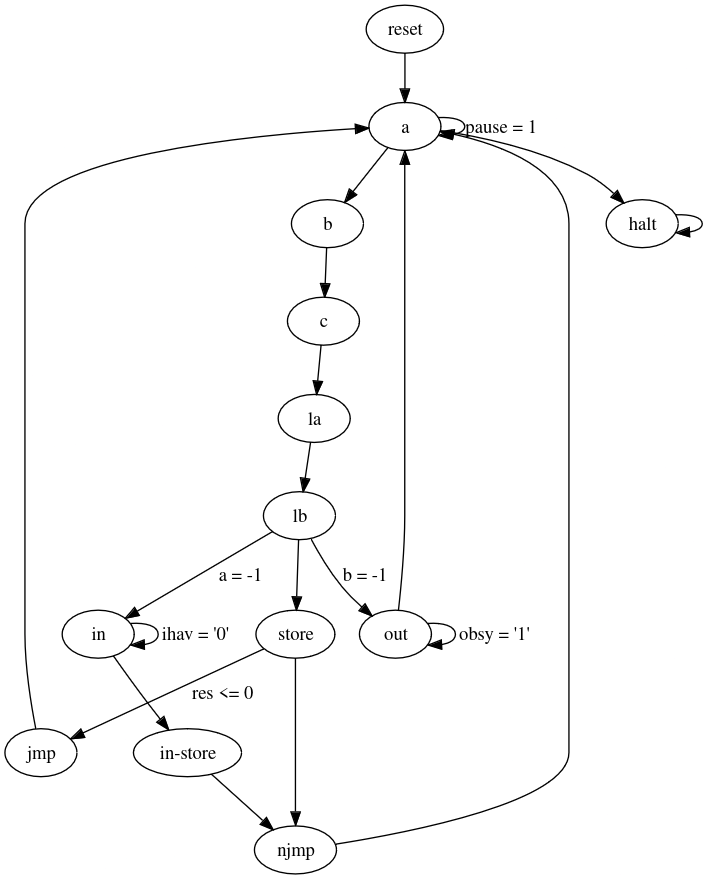 reset
a
pause = 1
b
halt
c
la
lb
a = -1
b = -1
in
ihav = '0'
store
out
obsy = '1'
res <= 0
jmp
in-store
njmp